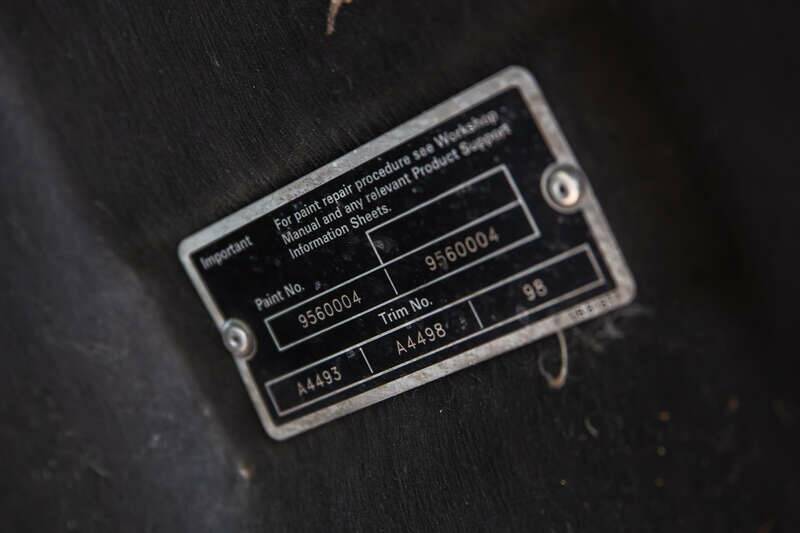 Important
For paint repair procedure see Workshop
Manual and any relevant Product Support
Information Sheets.
Paint No.
9560004 9560004
Trim No.
A4493 A4498 98